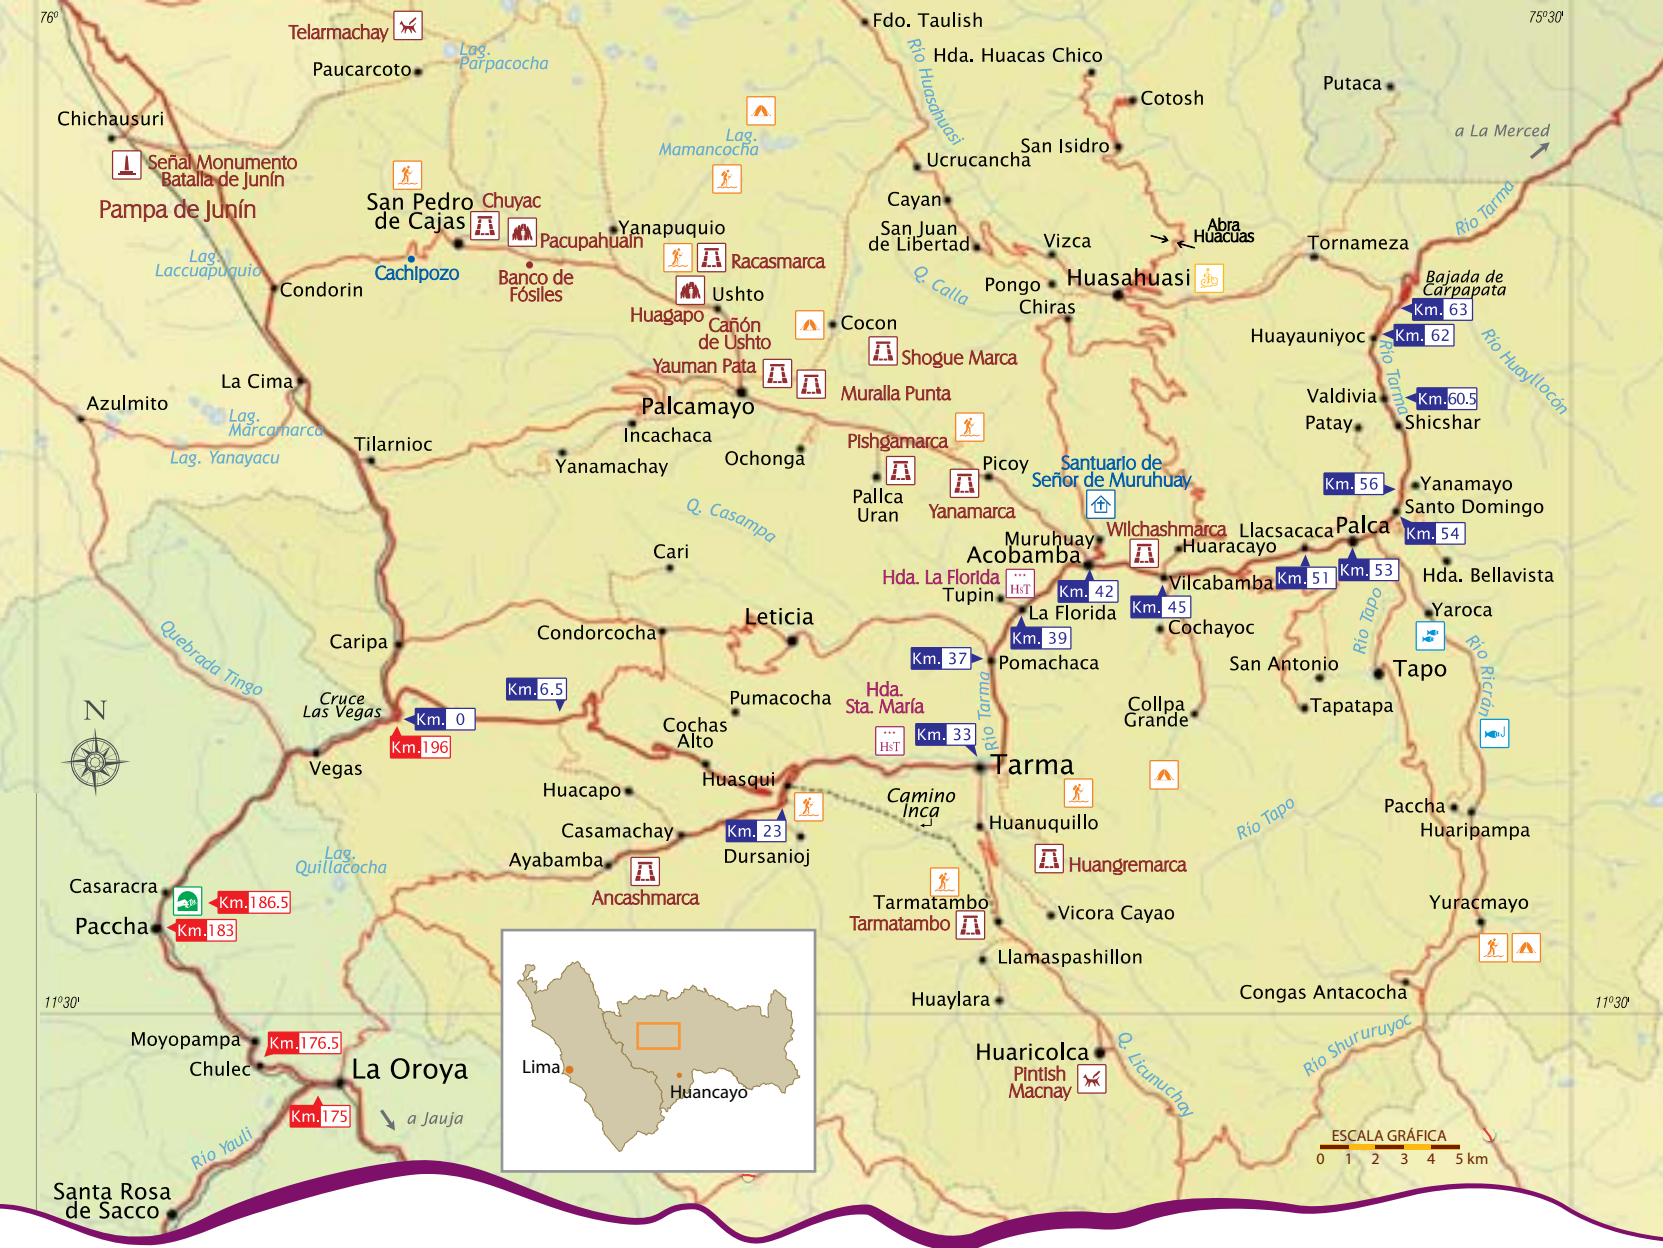 76º
75º30'
Telarmachay
Paucarcoto
Lag.
Parpacocha
Fdo. Taulish
Río Huasahuasi
Hda. Huacas Chico
Cotosh
Putaca
a La Merced
Chichausuri
Señal Monumento
Batalla de Junín
Pampa de Junín
Lag.
Mamancocha
San Isidro
Ucrucancha
Cayan
San Juan
de Libertad
San Pedro
de Cajas
Chuyac
Pacupahuain
Yanapuquio
Racasmarca
Vizca
Abra
Huacuas
Tornameza
Río Tarma
Lag.
Laccuapuquio
Condorin
Cachipozo
Banco de
Fósiles
Ushto
Huagapo
Cañón
de Ushto
Q. Calla
Pongo
Huasahuasi
Chiras
Bajada de
Carpapata
Km. 63
Huayauniyoc
Km. 62
Cocon
Shogue Marca
Yauman Pata
Muralla Punta
Río Tarma
Río Huayllocón
La Cima
Azulmito
Lag.
Marcamarca
Lag. Yanayacu
Tilarnioc
Palcamayo
Incachaca
Yanamachay
Ochonga
Valdivia
Km. 60.5
Patay
Shicshar
Pishgamarca
Picoy
Pallca
Uran
Yanamarca
Santuario de
Señor de Muruhuay
Km. 56
Yanamayo
Santo Domingo
Q. Casampa
Muruhuay
Acobamba
Wilchashmarca
Huaracayo
Llacsacaca
Palca
Km. 54
Cari
Hda. La Florida
HsT
Tupin
Km. 42
Vilcabamba
Km. 51
Km. 53
Hda. Bellavista
Km. 45
La Florida
Cochayoc
Yaroca
Leticia
Condorcocha
Caripa
Km. 39
Km. 37
Pomachaca
Río Tapo
San Antonio
Tapo
Río Ricrán
Quebrada Tingo
N
Cruce
Las Vegas
Km. 0
Km. 6.5
Km. 196
Pumacocha
Cochas
Alto
Hda.
Sta. María
HsT
Km. 33
Río Tarma
Collpa
Grande
Tapatapa
Vegas
Huasqui
Tarma
Huacapo
Camino
Inca
Casamachay
Km. 23
Dursanioj
Huanuquillo
Río Tapo
Paccha
Huaripampa
Ayabamba
Ancashmarca
Huangremarca
Lag.
Quillacocha
Casaracra
Km. 186.5
Paccha
Km. 183
Tarmatambo
Tarmatambo
Vicora Cayao
Yuracmayo
Llamaspashillon
11º30'
Huaylara
Congas Antacocha
11º30'
Moyopampa
Km. 176.5
Chulec
La Oroya
Km. 175
a Jauja
Río Yauli
Santa Rosa
de Sacco
Lima
Huancayo
Huaricolca
Pintish
Macnay
Q. Licunuchay
Río Shururuyoc
ESCALA GRÁFICA
0 1 2 3 4 5 km